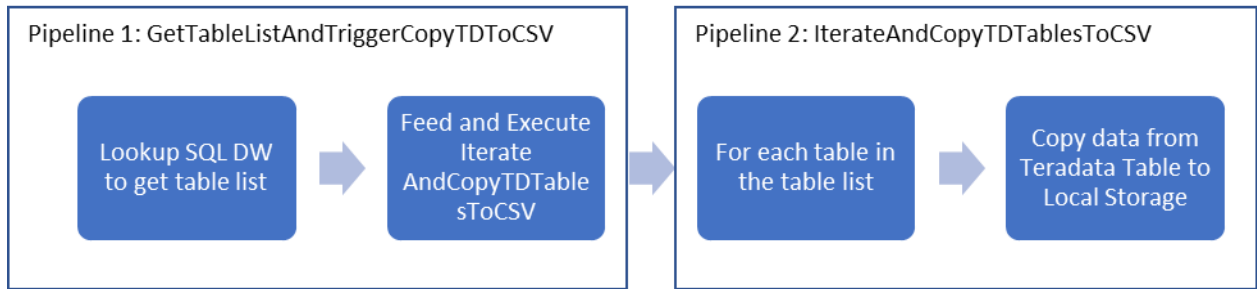 Pipeline 1: GetTableListAndTriggerCopyTDToCSV
Lookup SQL DW
to get table list
Feed and Execute
Iterate
AndCopyTDTable
sToCSV
Pipeline 2: IterateAndCopyTDTablesToCSV
For each table in
the table list
Copy data from
Teradata Table to
Local Storage